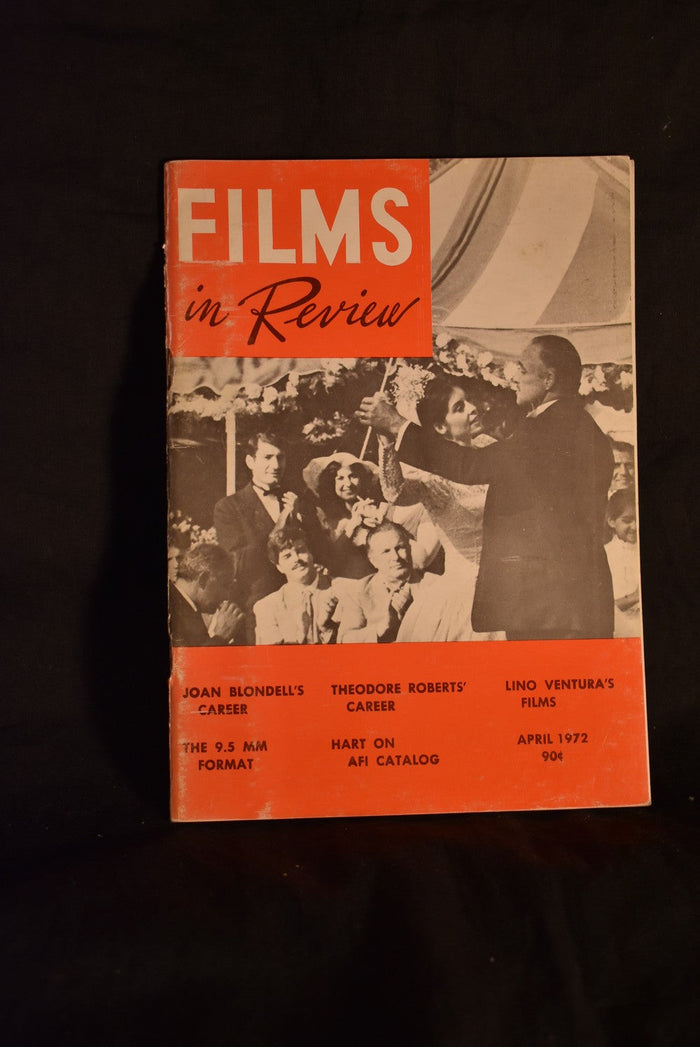 FILMS
in Review
JOAN BLONDELL'S
CAREER
THEODORE ROBERTS'
CAREER
LINO VENTURA'S
FILMS
THE 9.5 MM
FORMAT
HART ON
AFI CATALOG
APRIL 1972
90¢